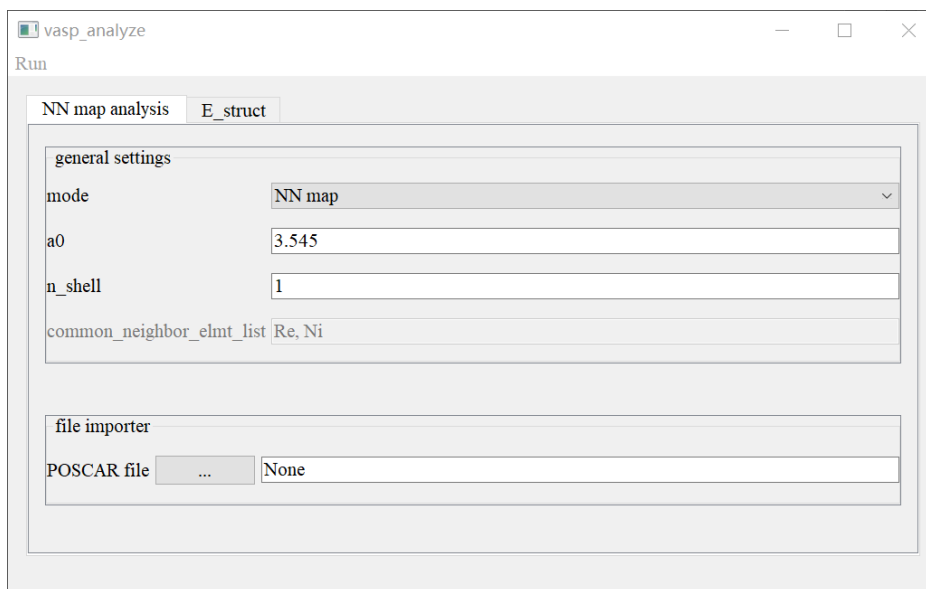 vasp_analyze
Run
NN map analysis E_struct
general settings
mode NN map
a0 3.545
n_shell 1
common_neighbor_elmt_list Re, Ni
file importer
POSCAR file ... None